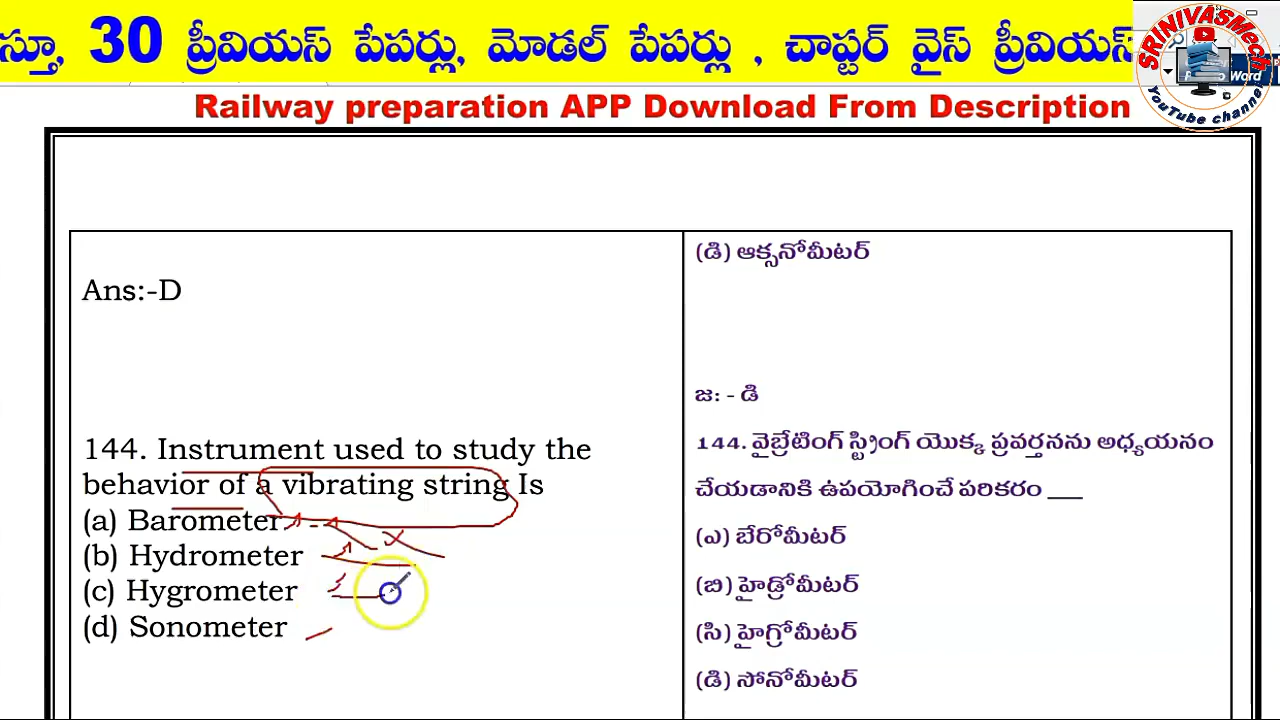 స్తూ, 30 ప్రీవియస్ పేపర్లు, మోడల్ పేపర్లు , చాప్టర్ వైస్ ప్రీవియస్
SRINIVASMech
Word
YouTube channel
Railway preparation APP Download From Description
Ans:-D
144. Instrument used to study the
behavior of a vibrating string Is
(a) Barometer
(b) Hydrometer
(c) Hygrometer
(d) Sonometer
(డి) ఆక్సనోమీటర్
జ: - డి
144. వైబ్రేటింగ్ స్ట్రింగ్ యొక్క ప్రవర్తనను అధ్యయనం
చేయడానికి ఉపయోగించే పరికరం ___
(ఎ) బేరోమీటర్
(బి) హైడ్రోమీటర్
(సి) హైగ్రోమీటర్
(డి) సోనోమీటర్